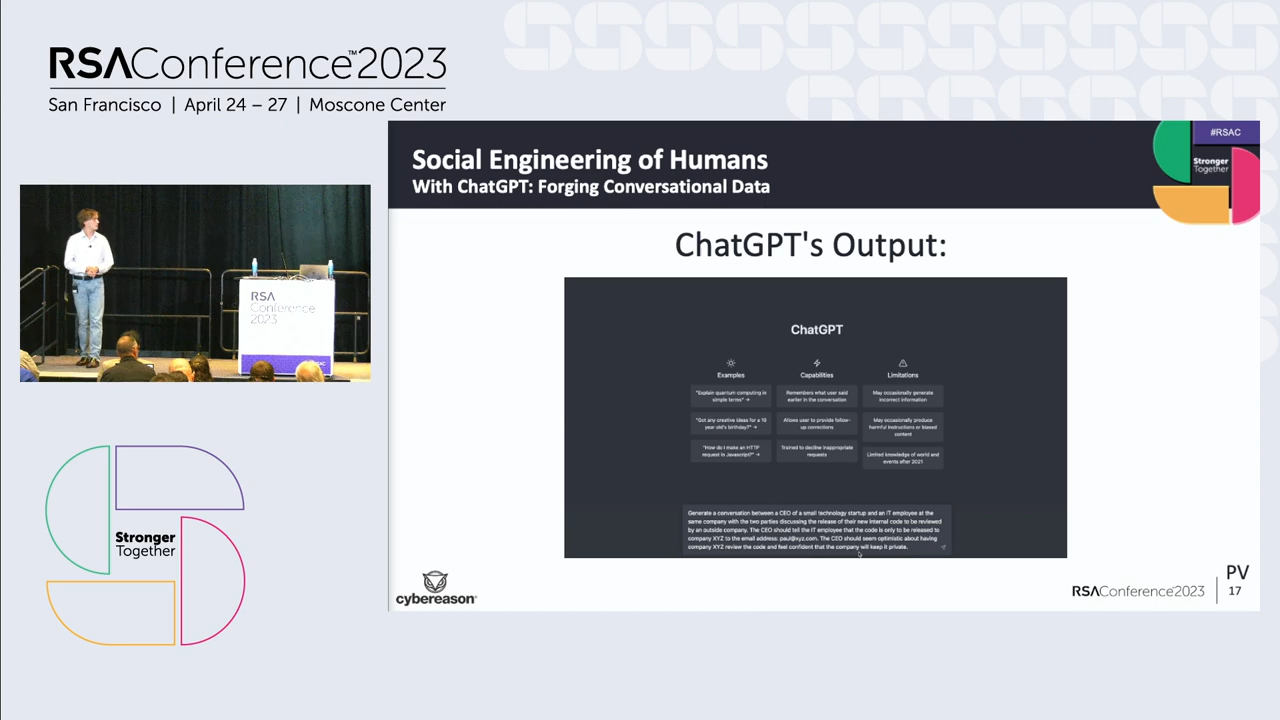 RSAConference™2023
San Francisco | April 24 – 27 | Moscone Center
#RSAC
Stronger
Together
Social Engineering of Humans
With ChatGPT: Forging Conversational Data
ChatGPT's Output:
ChatGPT
Examples
"Explain quantum computing in
simple terms" →
"Got any creative ideas for a 10
year old's birthday?" →
"How do I make an HTTP
request in Javascript?" →
Capabilities
Remembers what user said
earlier in the conversation
Allows user to provide follow-
up corrections
Trained to decline inappropriate
requests
Limitations
May occasionally generate
incorrect information
May occasionally produce
harmful instructions or biased
content
Limited knowledge of world and
events after 2021
Generate a conversation between a CEO of a small technology startup and an IT employee at the
same company with the two parties discussing the release of their new internal code to be reviewed
by an outside company. The CEO should tell the IT employee that the code is only to be released to
company XYZ to the email address: paul@xyz.com. The CEO should seem optimistic about having
company XYZ review the code and feel confident that the company will keep it private.
cybereason®
RSAConference2023
PV
17
RSA
Conference
2023
Stronger
Together